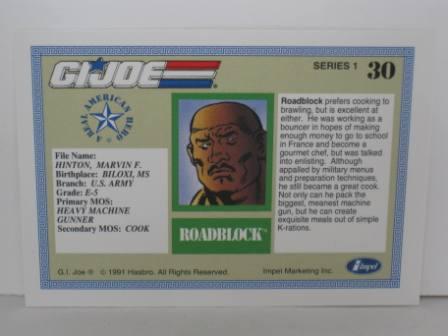 G.I.JOE
SERIES 1 30
A REAL AMERICAN HERO
File Name:
HINTON, MARVIN F.
Birthplace: BILOXI, MS
Branch: U.S. ARMY
Grade: E-5
Primary MOS:
HEAVY MACHINE
GUNNER
Secondary MOS: COOK
ROADBLOCK™
Roadblock prefers cooking to
brawling, but is excellent at
either. He was working as a
bouncer in hopes of making
enough money to go to school
in France and become a
gourmet chef, but was talked
into enlisting. Although
appalled by military menus
and preparation techniques,
he still became a great cook.
Not only can he pack the
biggest, meanest machine
gun, but he can create
exquisite meals out of simple
K-rations.
G.I. Joe ® © 1991 Hasbro. All Rights Reserved.
Impel Marketing Inc.
Impel